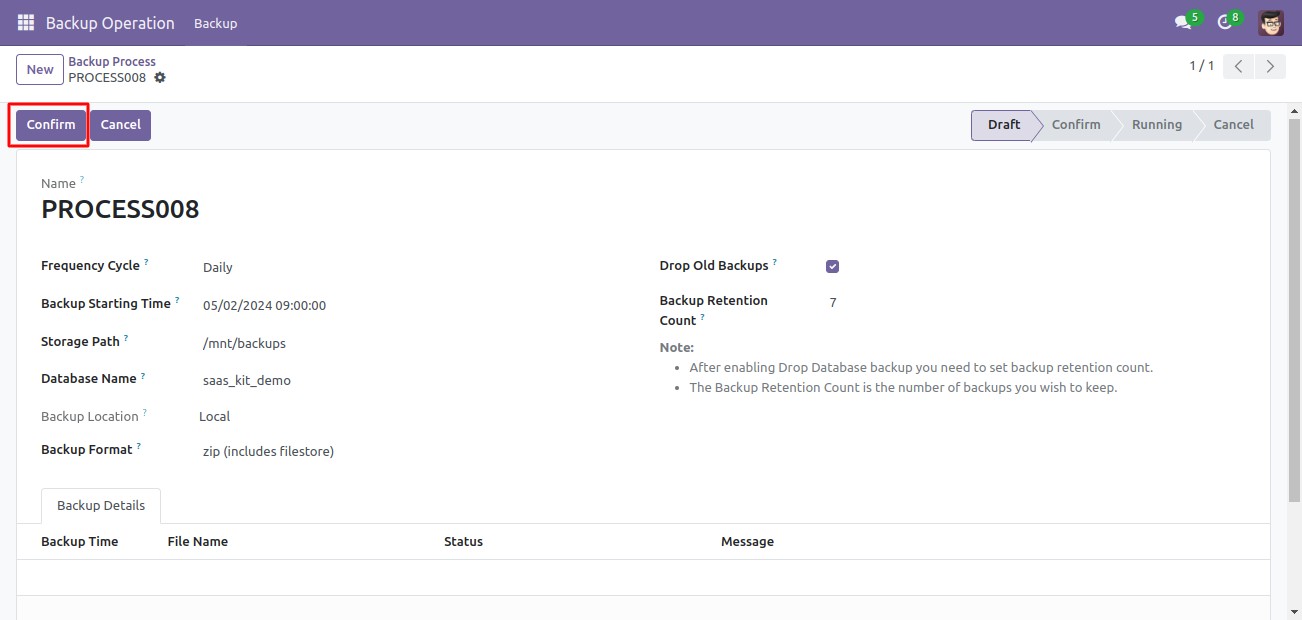 Backup Operation Backup 5 8
New Backup Process
PROCESS008
1 / 1
Confirm Cancel Draft Confirm Running Cancel
Name ?
PROCESS008
Frequency Cycle ? Daily
Backup Starting Time ? 05/02/2024 09:00:00
Storage Path ? /mnt/backups
Database Name ? saas_kit_demo
Backup Location ? Local
Backup Format ? zip (includes filestore)
Drop Old Backups ?
Backup Retention 7
Count ?
Note:
• After enabling Drop Database backup you need to set backup retention count.
• The Backup Retention Count is the number of backups you wish to keep.
Backup Details
Backup Time File Name Status Message